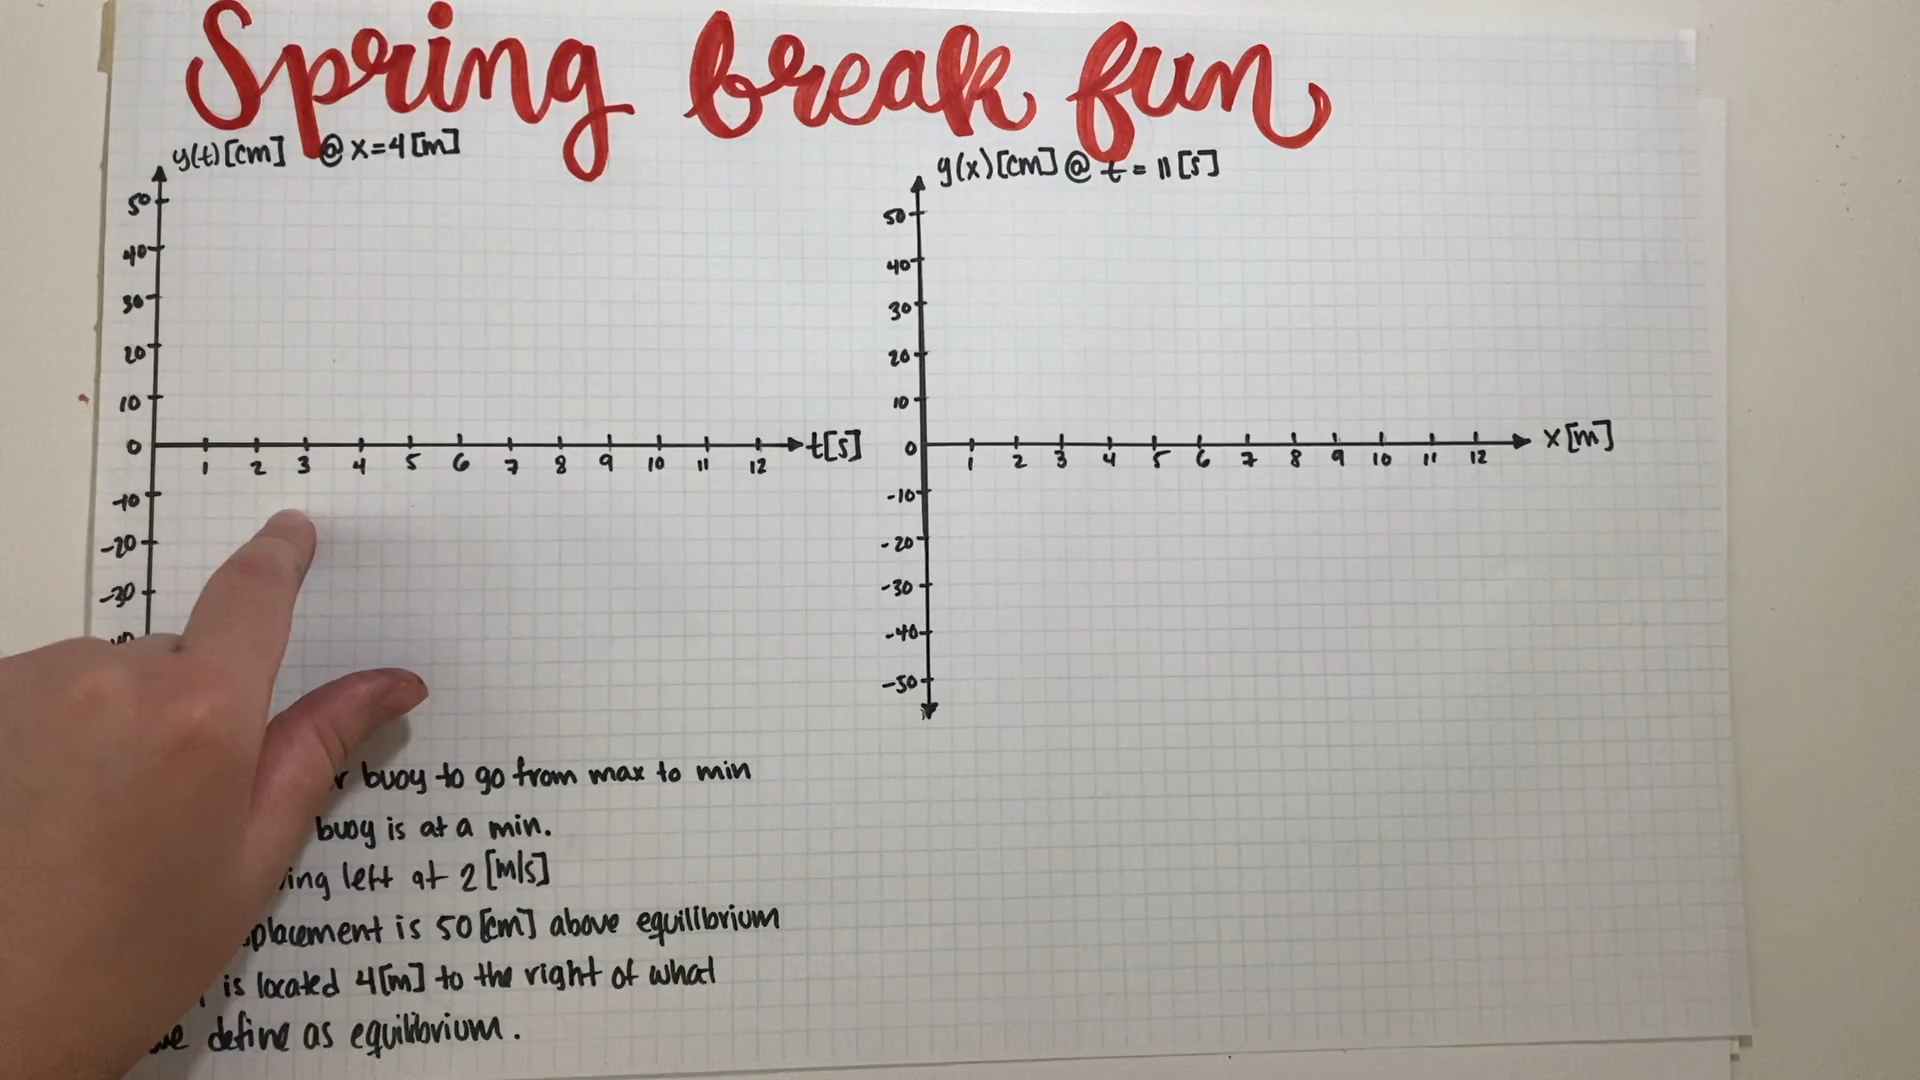 Spring break fun
y(t)[cm] @ x=4[m]
50
40
30
20
10
0
-10
-20
-30
1 2 3 4 5 6 7 8 9 10 11 12
t[s]
y(x)[cm] @ t = 11[s]
50
40
30
20
10
0
-10
-20
-30
-40
-50
1 2 3 4 5 6 7 8 9 10 11 12
x[m]
buoy to go from max to min
buoy is at a min.
left at 2 [m/s]
is 50[cm] above equilibrium
is located 4[m] to the right of what
define as equilibrium.